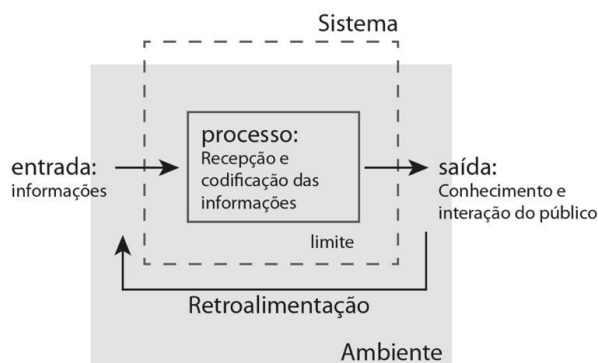 Sistema
entrada:
informações
processo:
Recepção e
codificação das
informações
saída:
Conhecimento e
interação do público
limite
Retroalimentação
Ambiente